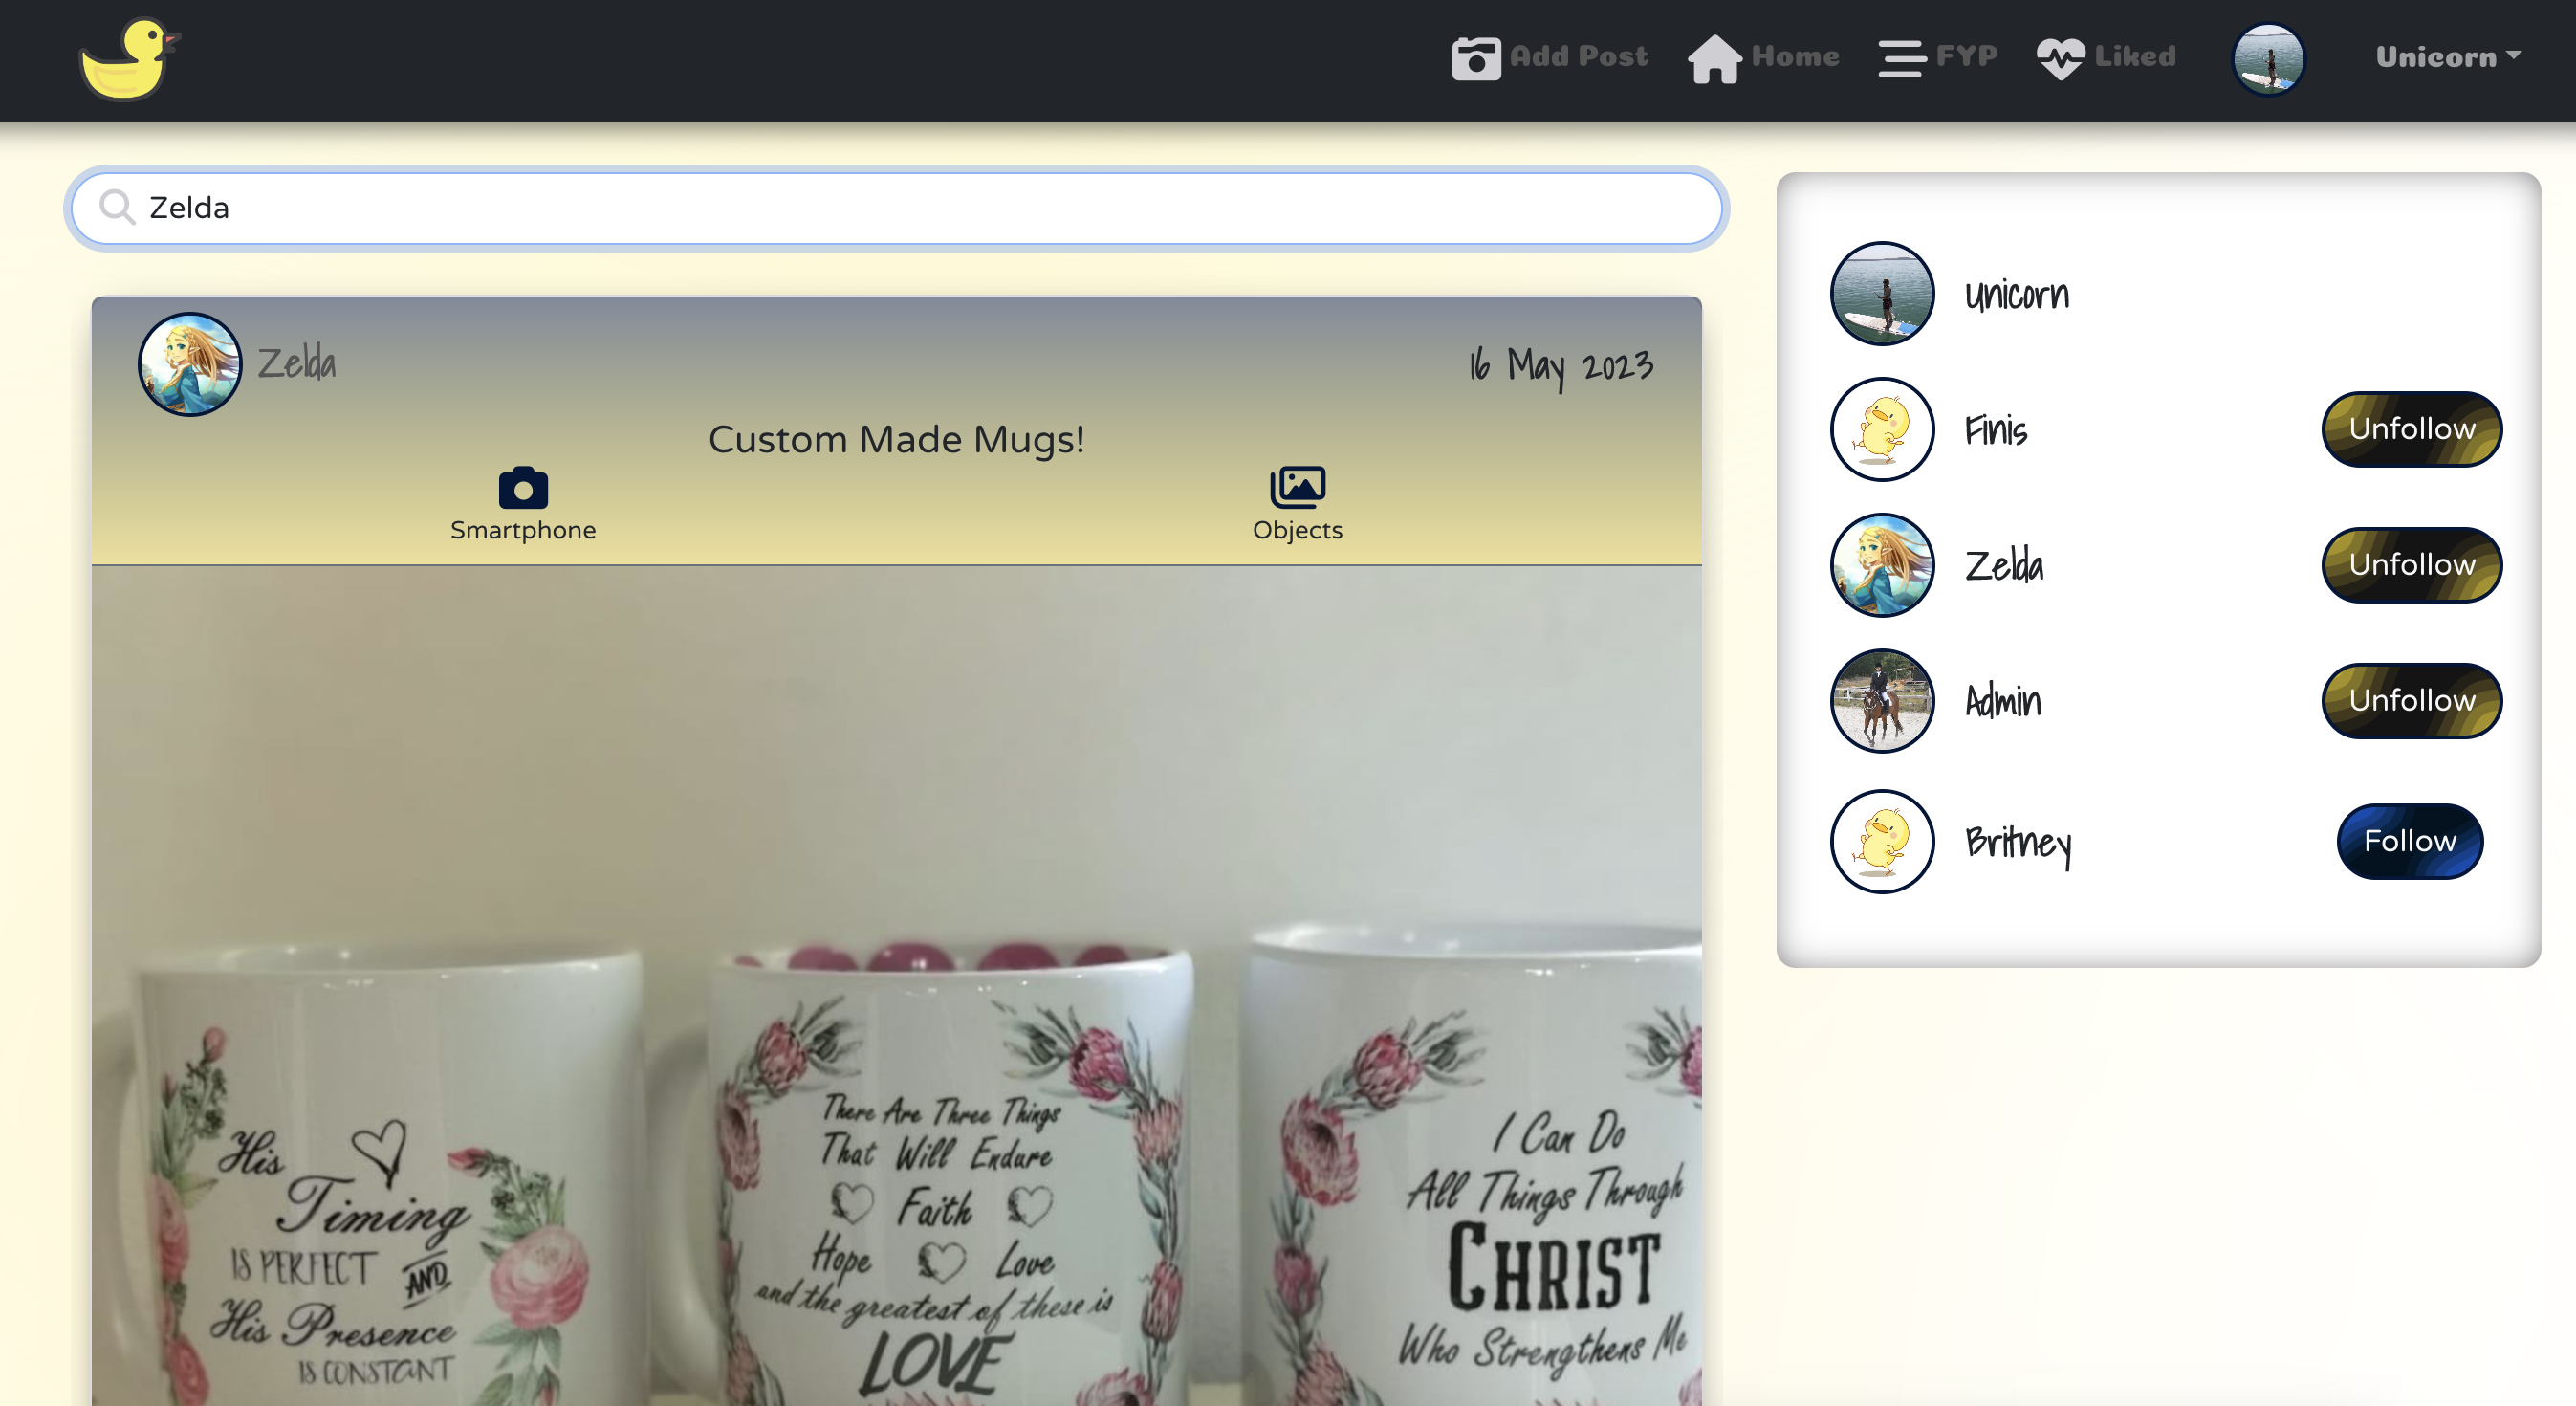 Add Post
Home
FYP
Liked
Unicorn
Zelda
Zelda
16 May 2023
Custom Made Mugs!
Smartphone
Objects
His
Timing
IS PERFECT AND
His Presence
IS CONSTANT
There Are Three Things
That Will Endure
Faith
Hope Love
and the greatest of these is
LOVE
I Can Do
All Things Through
CHRIST
Who Strengthens Me
Unicorn
Finis
Unfollow
Zelda
Unfollow
Admin
Unfollow
Britney
Follow